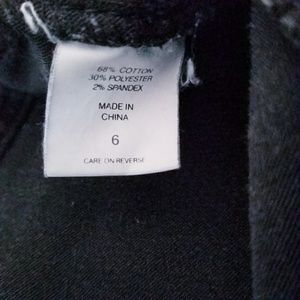 68% COTTON
30% POLYESTER
2% SPANDEX
MADE IN
CHINA
6
CARE ON REVERSE